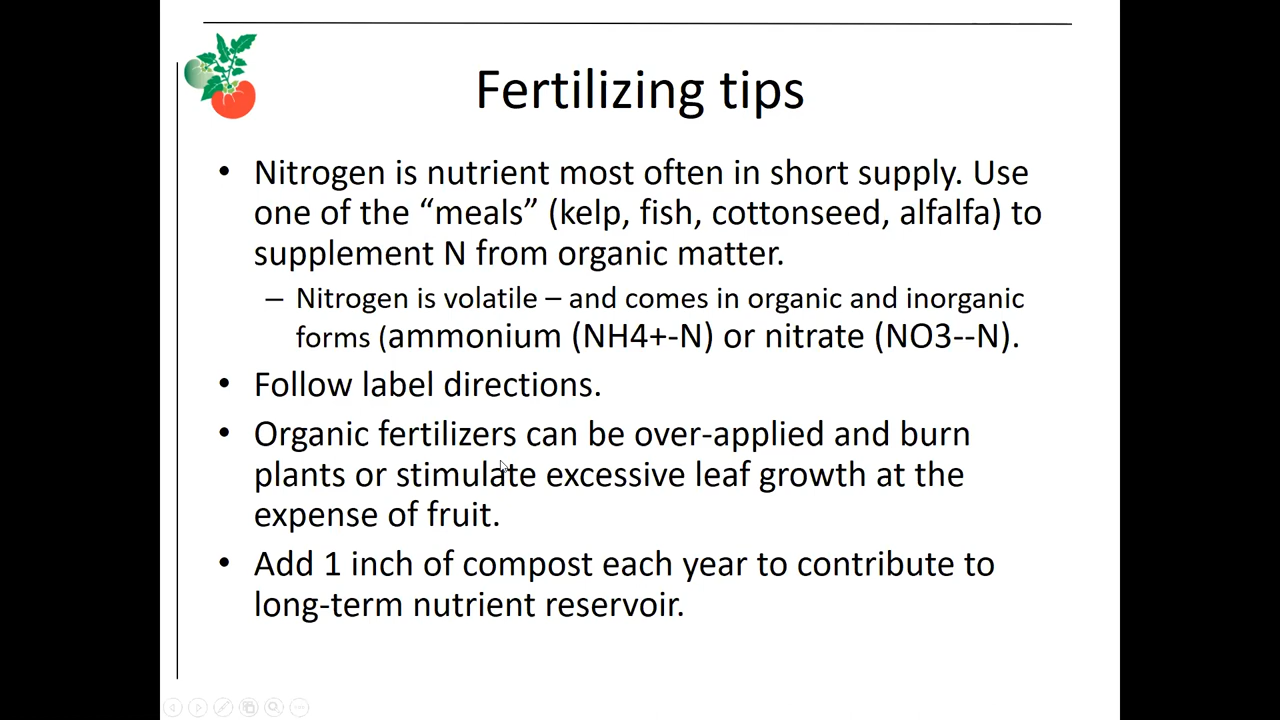 Fertilizing tips
• Nitrogen is nutrient most often in short supply. Use
one of the “meals” (kelp, fish, cottonseed, alfalfa) to
supplement N from organic matter.
– Nitrogen is volatile – and comes in organic and inorganic
forms (ammonium (NH4+-N) or nitrate (NO3--N).
• Follow label directions.
• Organic fertilizers can be over-applied and burn
plants or stimulate excessive leaf growth at the
expense of fruit.
• Add 1 inch of compost each year to contribute to
long-term nutrient reservoir.